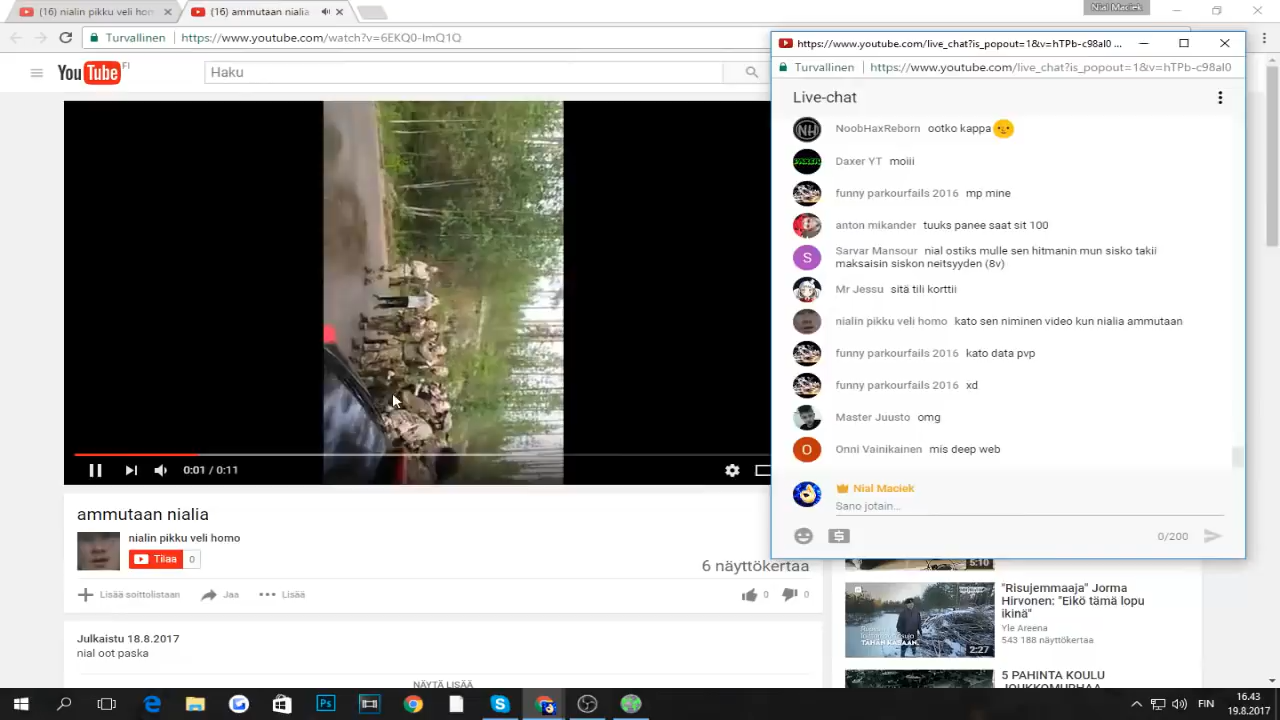 (16) nialin pikku veli hom
(16) ammutaan nialia
Nial Maciek
Turvallinen
https://www.youtube.com/watch?v=6EKQ0-ImQ1Q
YouTube FI
Haku
https://www.youtube.com/live_chat?is_popout=1&v=hTPb-c98aI0 ...
Turvallinen
https://www.youtube.com/live_chat?is_popout=1&v=hTPb-c98aI0
Live-chat
NH
NoobHaxReborn ootko kappa
Daxer YT moiii
funny parkourfails 2016 mp mine
anton mikander tuuks panee saat sit 100
S
Sarvar Mansour nial ostiks mulle sen hitmanin mun sisko takii
maksaisin siskon neitsyyden (8v)
Mr Jessu sitä tili korttii
nialin pikku veli homo kato sen niminen video kun nialia ammutaan
funny parkourfails 2016 kato data pvp
funny parkourfails 2016 xd
Master Juusto omg
O
Onni Vainikainen mis deep web
Nial Maciek
Sano jotain...
0/200
0:01 / 0:11
ammutaan nialia
nialin pikku veli homo
Tilaa 0
6 näyttökertaa
Lisää soittolistaan
Jaa
Lisää
0
0
Julkaistu 18.8.2017
nial oot paska
NÄYTÄ LISÄÄ
5:10
"Risujemmaaja" Jorma
Hirvonen: "Eikö tämä lopu
ikinä"
Yle Areena
543 188 näyttökertaa
2:27
5 PAHINTA KOULU
JOUKKOMURHAA
Ps
FIN
16.43
19.8.2017